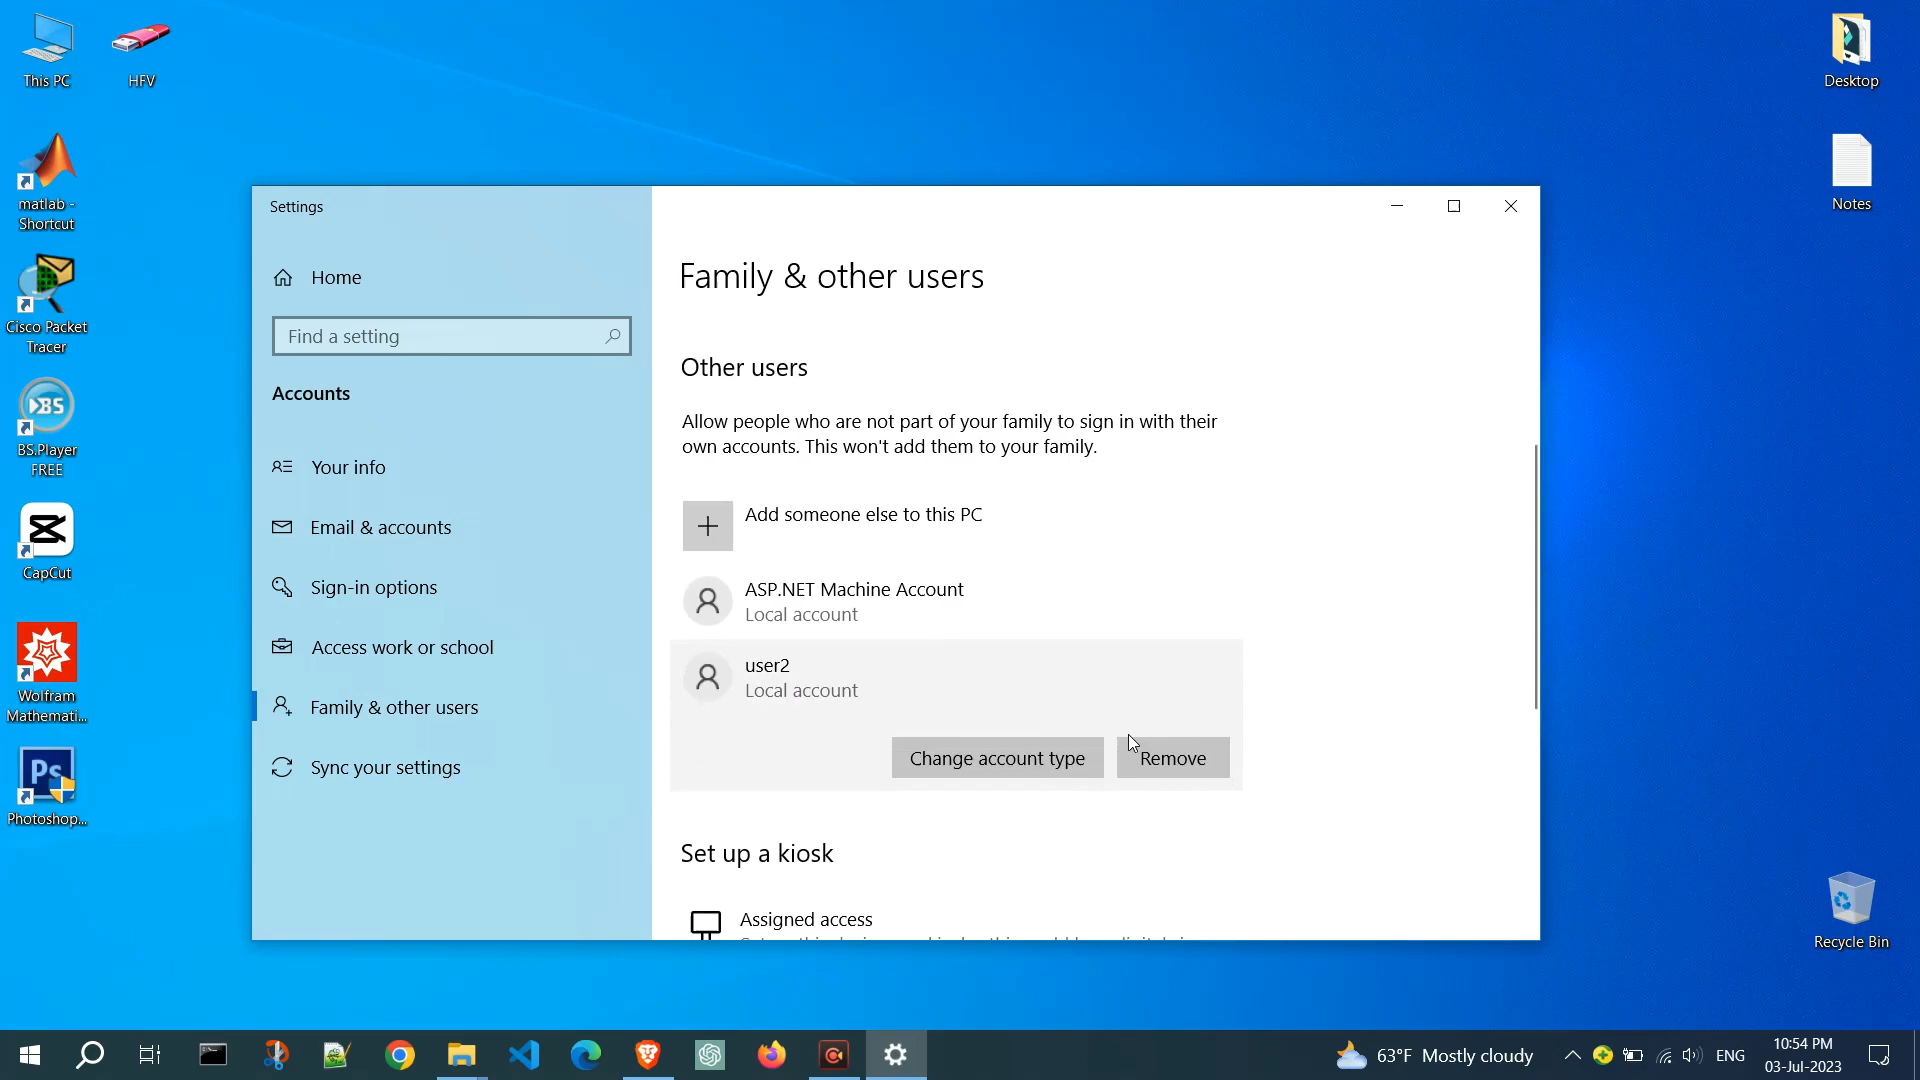 This PC
HFV
matlab -
Shortcut
Cisco Packet
Tracer
BS.Player
FREE
CapCut
Wolfram
Mathemati...
Photoshop...
Desktop
Notes
Recycle Bin
Settings
Home
Find a setting
Accounts
Your info
Email & accounts
Sign-in options
Access work or school
Family & other users
Sync your settings
Family & other users
Other users
Allow people who are not part of your family to sign in with their
own accounts. This won't add them to your family.
Add someone else to this PC
ASP.NET Machine Account
Local account
user2
Local account
Change account type
Remove
Set up a kiosk
Assigned access
63°F Mostly cloudy
ENG
10:54 PM
03-Jul-2023